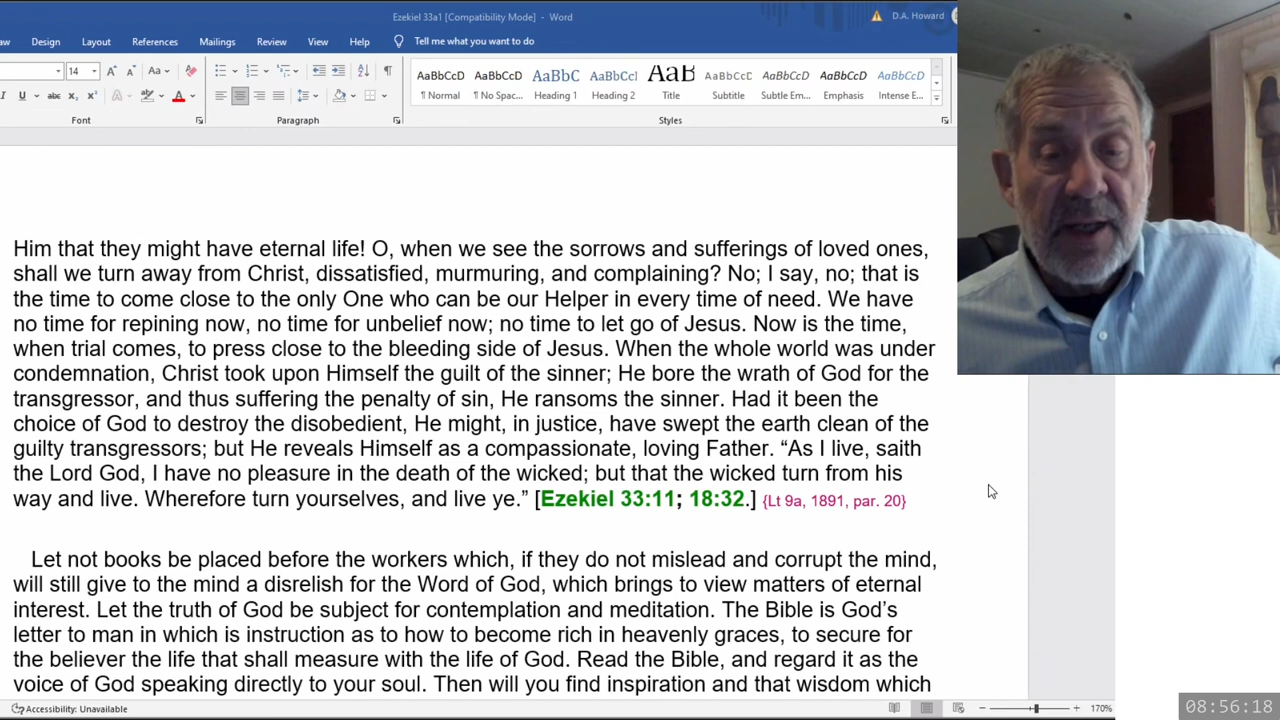 Ezekiel 33a1 [Compatibility Mode] - Word
D.A. Howard
aw Design Layout References Mailings Review View Help Tell me what you want to do
14 Aa
AaBbCcD AaBbCcD AaBbC AaBbCcI AaB AaBbCcD AaBbCcD AaBbCcD AaBbCcD
I U abc x₂ x² A ab A
¶ Normal ¶ No Spac... Heading 1 Heading 2 Title Subtitle Subtle Em... Emphasis Intense E...
Font Paragraph Styles
Him that they might have eternal life! O, when we see the sorrows and sufferings of loved ones,
shall we turn away from Christ, dissatisfied, murmuring, and complaining? No; I say, no; that is
the time to come close to the only One who can be our Helper in every time of need. We have
no time for repining now, no time for unbelief now; no time to let go of Jesus. Now is the time,
when trial comes, to press close to the bleeding side of Jesus. When the whole world was under
condemnation, Christ took upon Himself the guilt of the sinner; He bore the wrath of God for the
transgressor, and thus suffering the penalty of sin, He ransoms the sinner. Had it been the
choice of God to destroy the disobedient, He might, in justice, have swept the earth clean of the
guilty transgressors; but He reveals Himself as a compassionate, loving Father. “As I live, saith
the Lord God, I have no pleasure in the death of the wicked; but that the wicked turn from his
way and live. Wherefore turn yourselves, and live ye.” [Ezekiel 33:11; 18:32.] {Lt 9a, 1891, par. 20}
Let not books be placed before the workers which, if they do not mislead and corrupt the mind,
will still give to the mind a disrelish for the Word of God, which brings to view matters of eternal
interest. Let the truth of God be subject for contemplation and meditation. The Bible is God’s
letter to man in which is instruction as to how to become rich in heavenly graces, to secure for
the believer the life that shall measure with the life of God. Read the Bible, and regard it as the
voice of God speaking directly to your soul. Then will you find inspiration and that wisdom which
Accessibility: Unavailable
170%
08:56:18